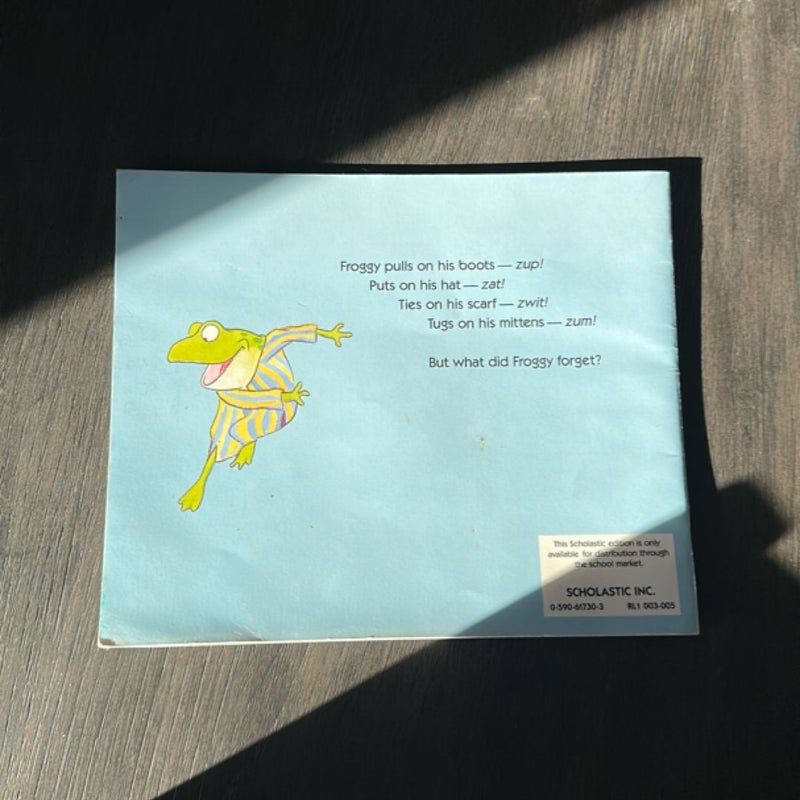 Froggy pulls on his boots — zup!
Puts on his hat — zat!
Ties on his scarf — zwit!
Tugs on his mittens — zum!
But what did Froggy forget?
This Scholastic edition is only
available for distribution through
the school market.
SCHOLASTIC INC.
0-590-61730-3 RL1 003-005